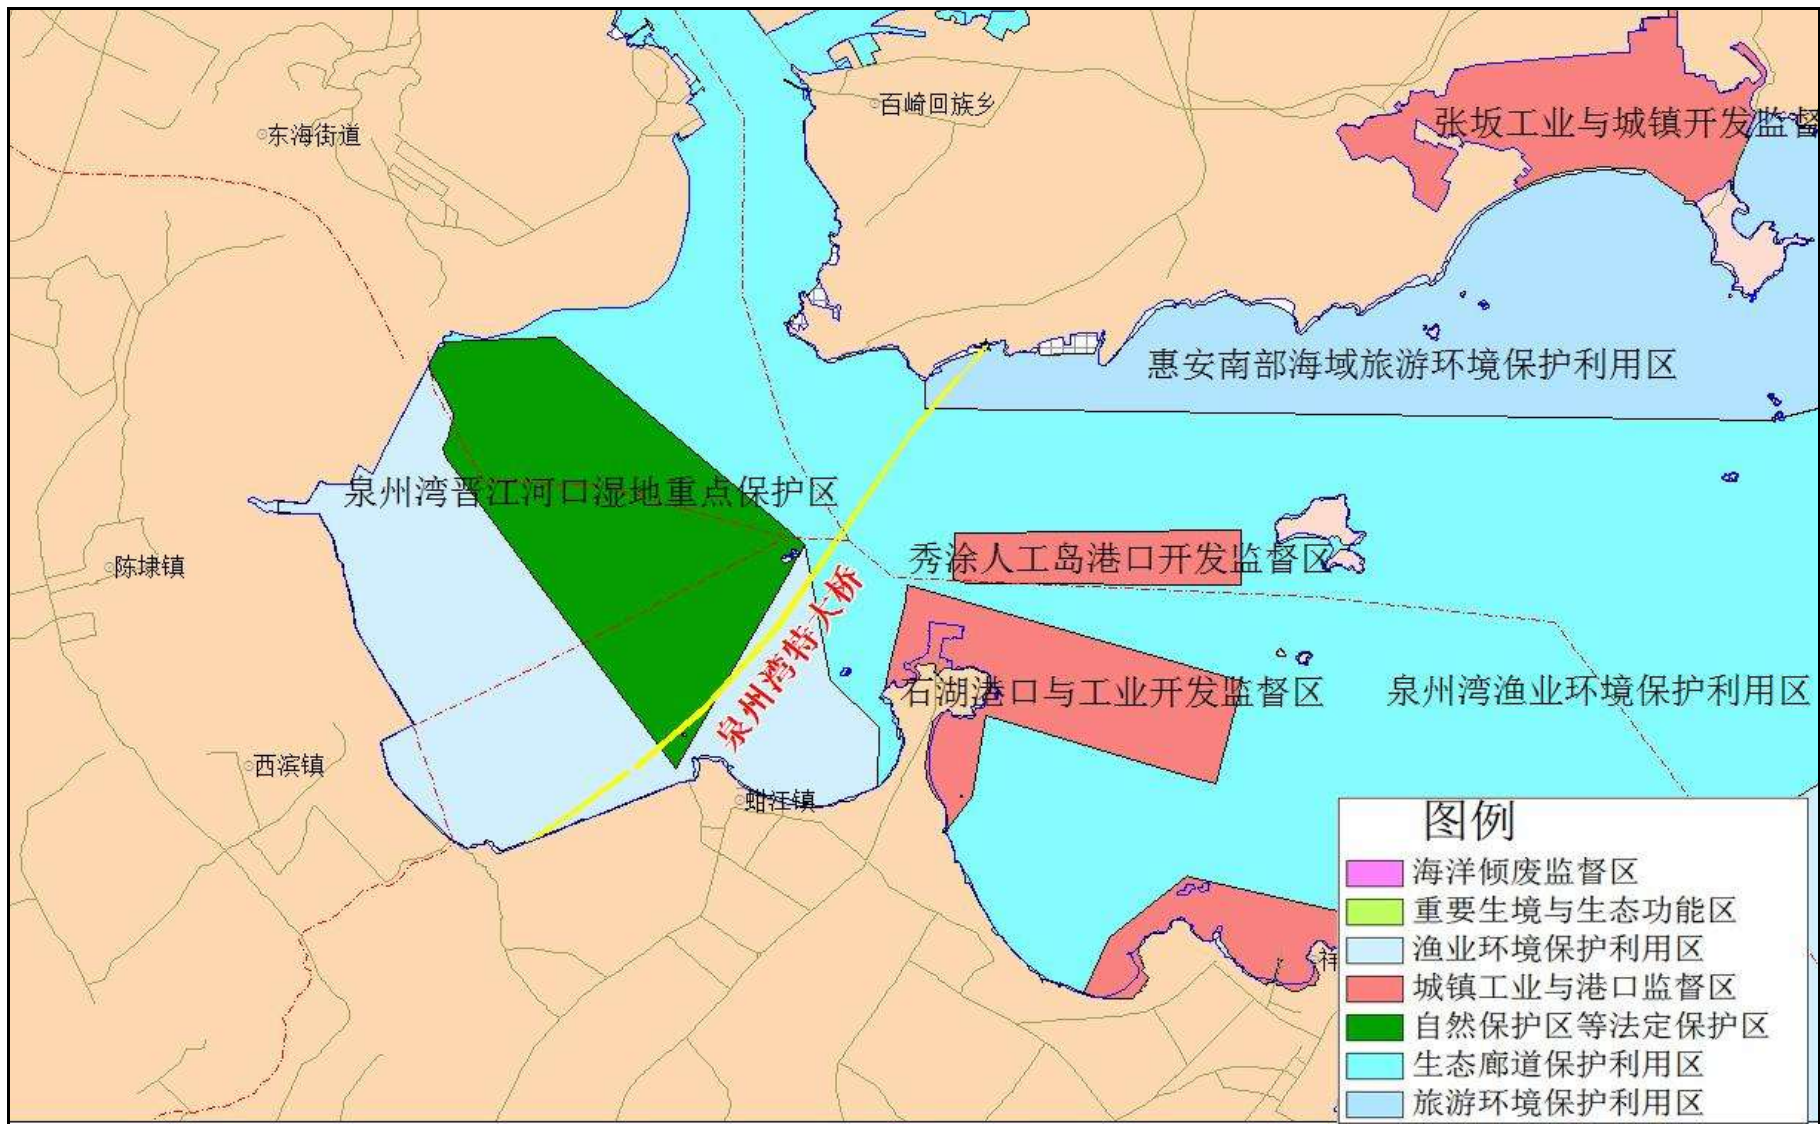 百崎回族乡
东海街道
张坂工业与城镇开发监督
惠安南部海域旅游环境保护利用区
泉州湾晋江河口湿地重点保护区
秀涂人工岛港口开发监督区
陈埭镇
泉州湾特大桥
石湖港口与工业开发监督区
泉州湾渔业环境保护利用区
西滨镇
蚶江镇
祥
图例
海洋倾废监督区
重要生境与生态功能区
渔业环境保护利用区
城镇工业与港口监督区
自然保护区等法定保护区
生态廊道保护利用区
旅游环境保护利用区